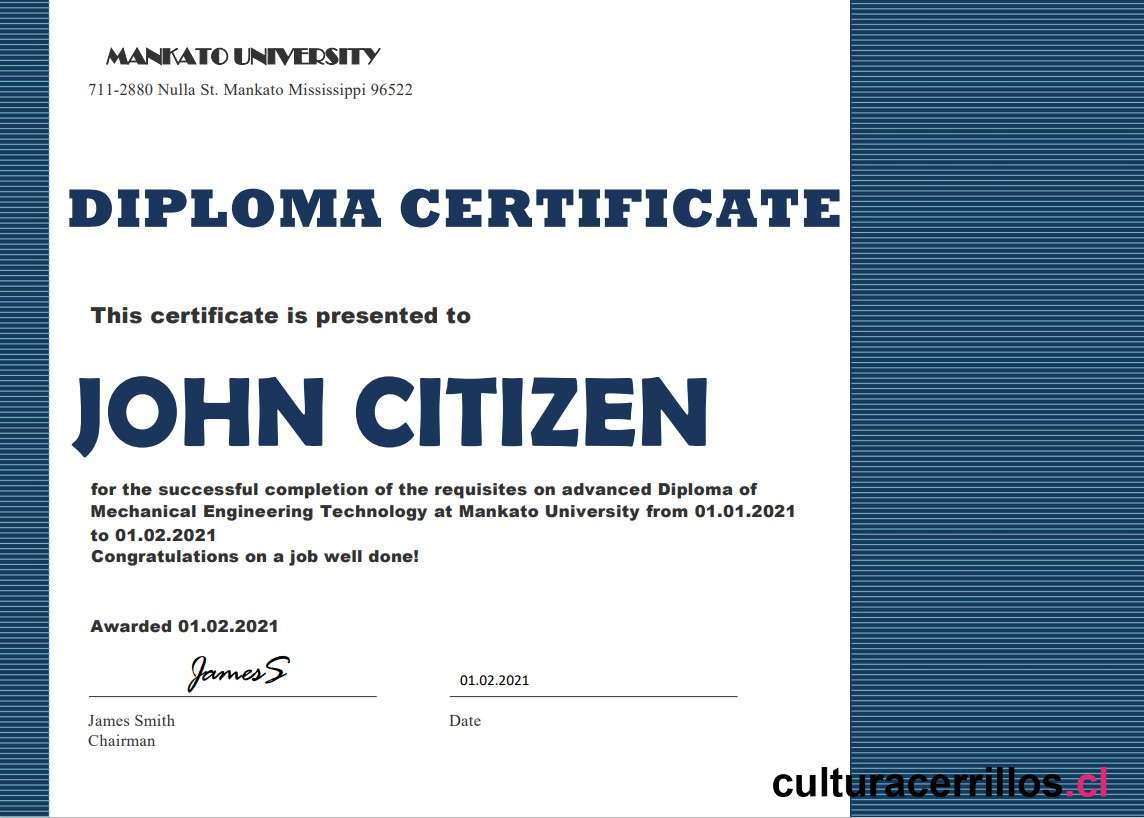 MANKATO UNIVERSITY
711-2880 Nulla St. Mankato Mississippi 96522
DIPLOMA CERTIFICATE
This certificate is presented to
JOHN CITIZEN
for the successful completion of the requisites on advanced Diploma of
Mechanical Engineering Technology at Mankato University from 01.01.2021
to 01.02.2021
Congratulations on a job well done!
Awarded 01.02.2021
JamesS
01.02.2021
James Smith
Date
Chairman
culturacerrillos.cl